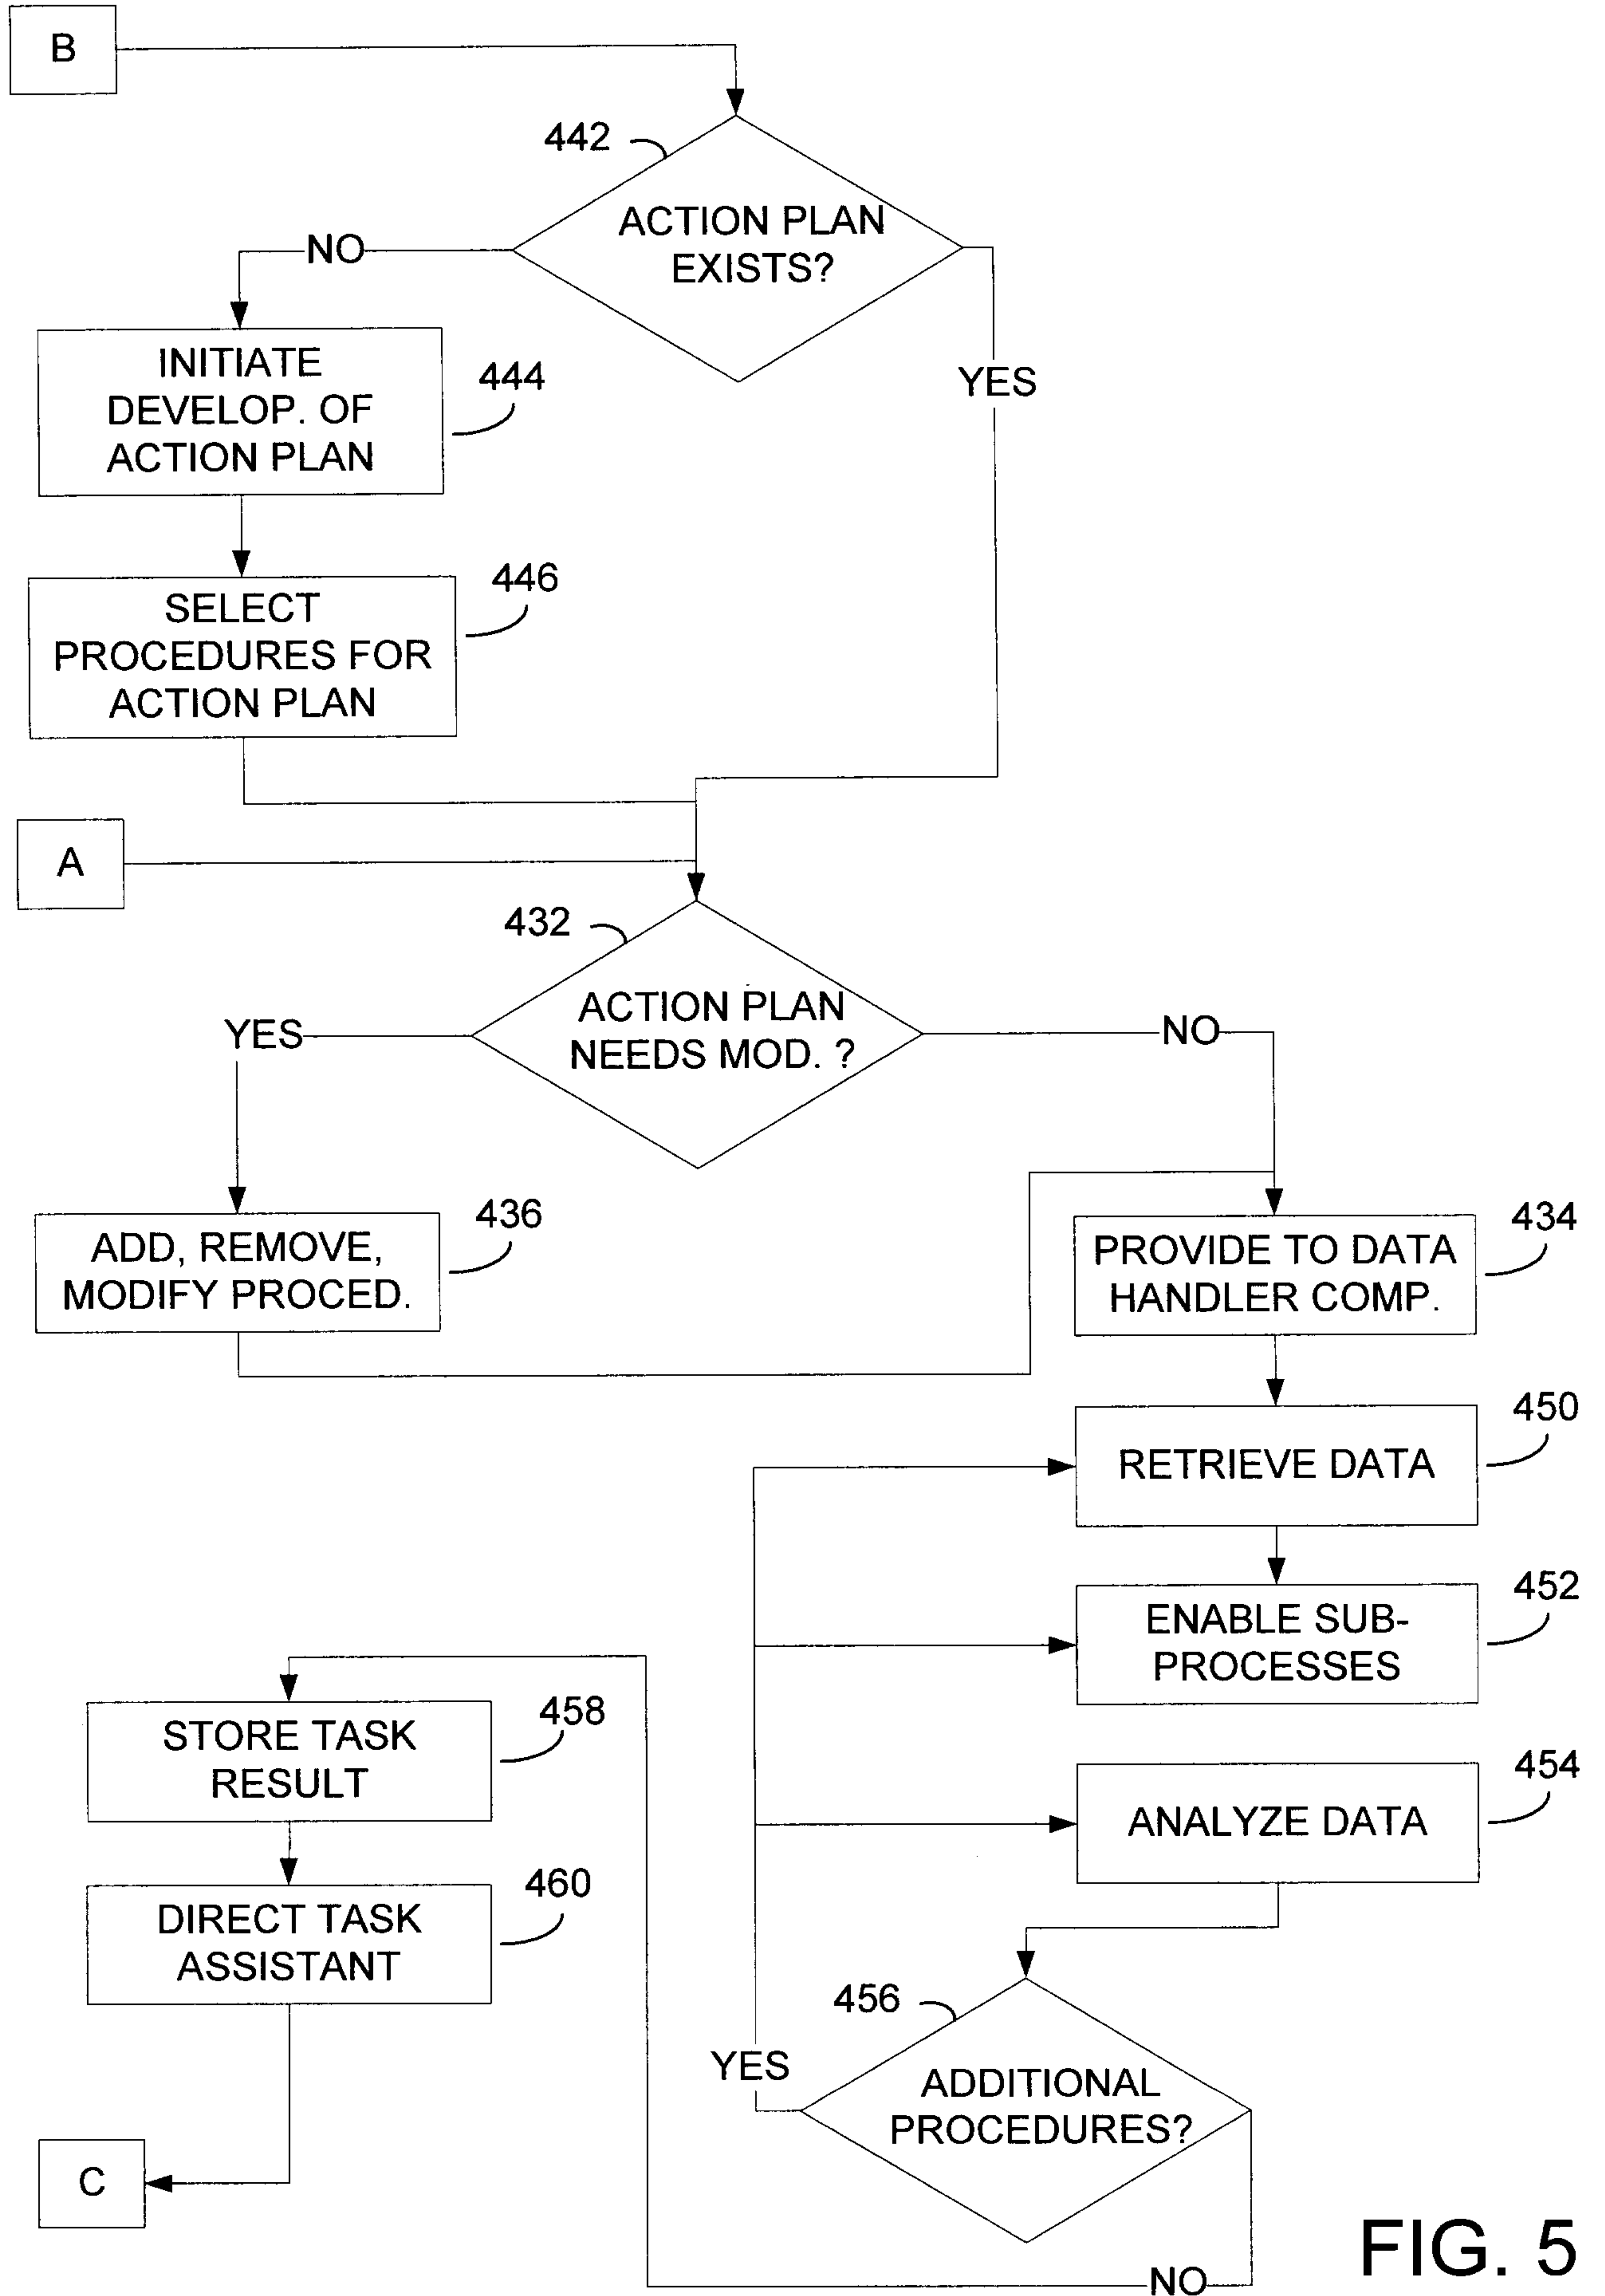 B
442
ACTION PLAN
EXISTS?
NO
YES
INITIATE
DEVELOP. OF
ACTION PLAN
444
SELECT
PROCEDURES FOR
ACTION PLAN
446
A
432
ACTION PLAN
NEEDS MOD. ?
YES
NO
ADD, REMOVE,
MODIFY PROCED.
436
PROVIDE TO DATA
HANDLER COMP.
434
RETRIEVE DATA
450
ENABLE SUB-
PROCESSES
452
STORE TASK
RESULT
458
ANALYZE DATA
454
DIRECT TASK
ASSISTANT
460
456
ADDITIONAL
PROCEDURES?
YES
NO
C
FIG. 5